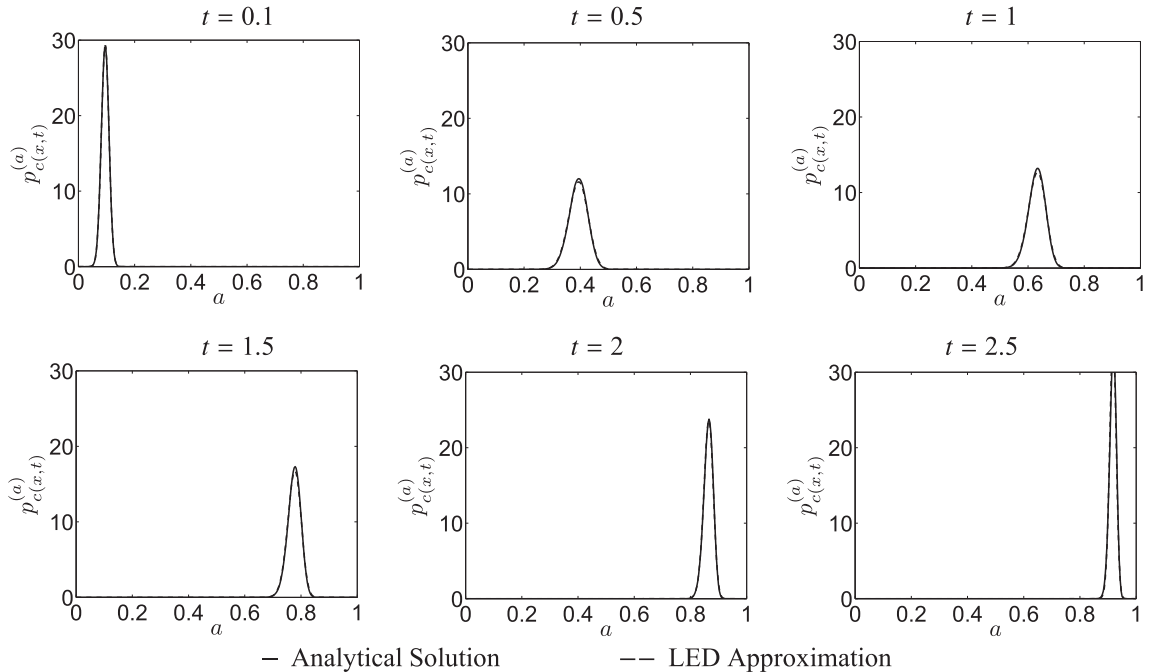 t = 0.1
t = 0.5
t = 1
30
20
10
0
p_{c(x,t)}^{(a)}
0 0.2 0.4 0.6 0.8 1
a
30
20
10
0
p_{c(x,t)}^{(a)}
0 0.2 0.4 0.6 0.8 1
a
30
20
10
0
p_{c(x,t)}^{(a)}
0 0.2 0.4 0.6 0.8 1
a
t = 1.5
t = 2
t = 2.5
30
20
10
0
p_{c(x,t)}^{(a)}
0 0.2 0.4 0.6 0.8 1
a
30
20
10
0
p_{c(x,t)}^{(a)}
0 0.2 0.4 0.6 0.8 1
a
30
20
10
0
p_{c(x,t)}^{(a)}
0 0.2 0.4 0.6 0.8 1
a
Analytical Solution
LED Approximation